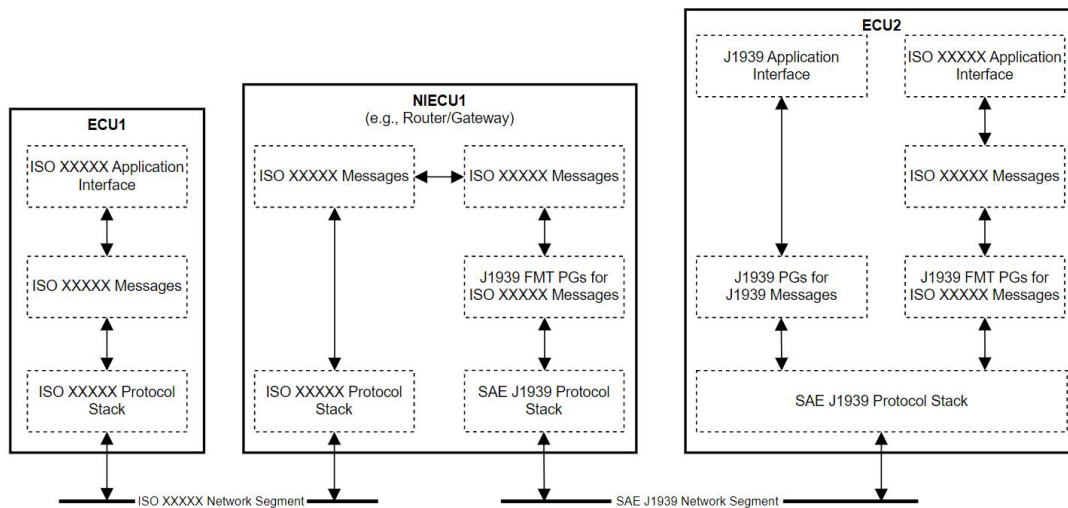 ECU1
ISO XXXXX Application
Interface
ISO XXXXX Messages
ISO XXXXX Protocol
Stack
NIECU1
(e.g., Router/Gateway)
ISO XXXXX Messages
ISO XXXXX Messages
J1939 FMT PGs for
ISO XXXXX Messages
ISO XXXXX Protocol
Stack
SAE J1939 Protocol
Stack
ECU2
J1939 Application
Interface
ISO XXXXX Application
Interface
ISO XXXXX Messages
J1939 PGs for
J1939 Messages
J1939 FMT PGs for
ISO XXXXX Messages
SAE J1939 Protocol Stack
ISO XXXXX Network Segment
SAE J1939 Network Segment